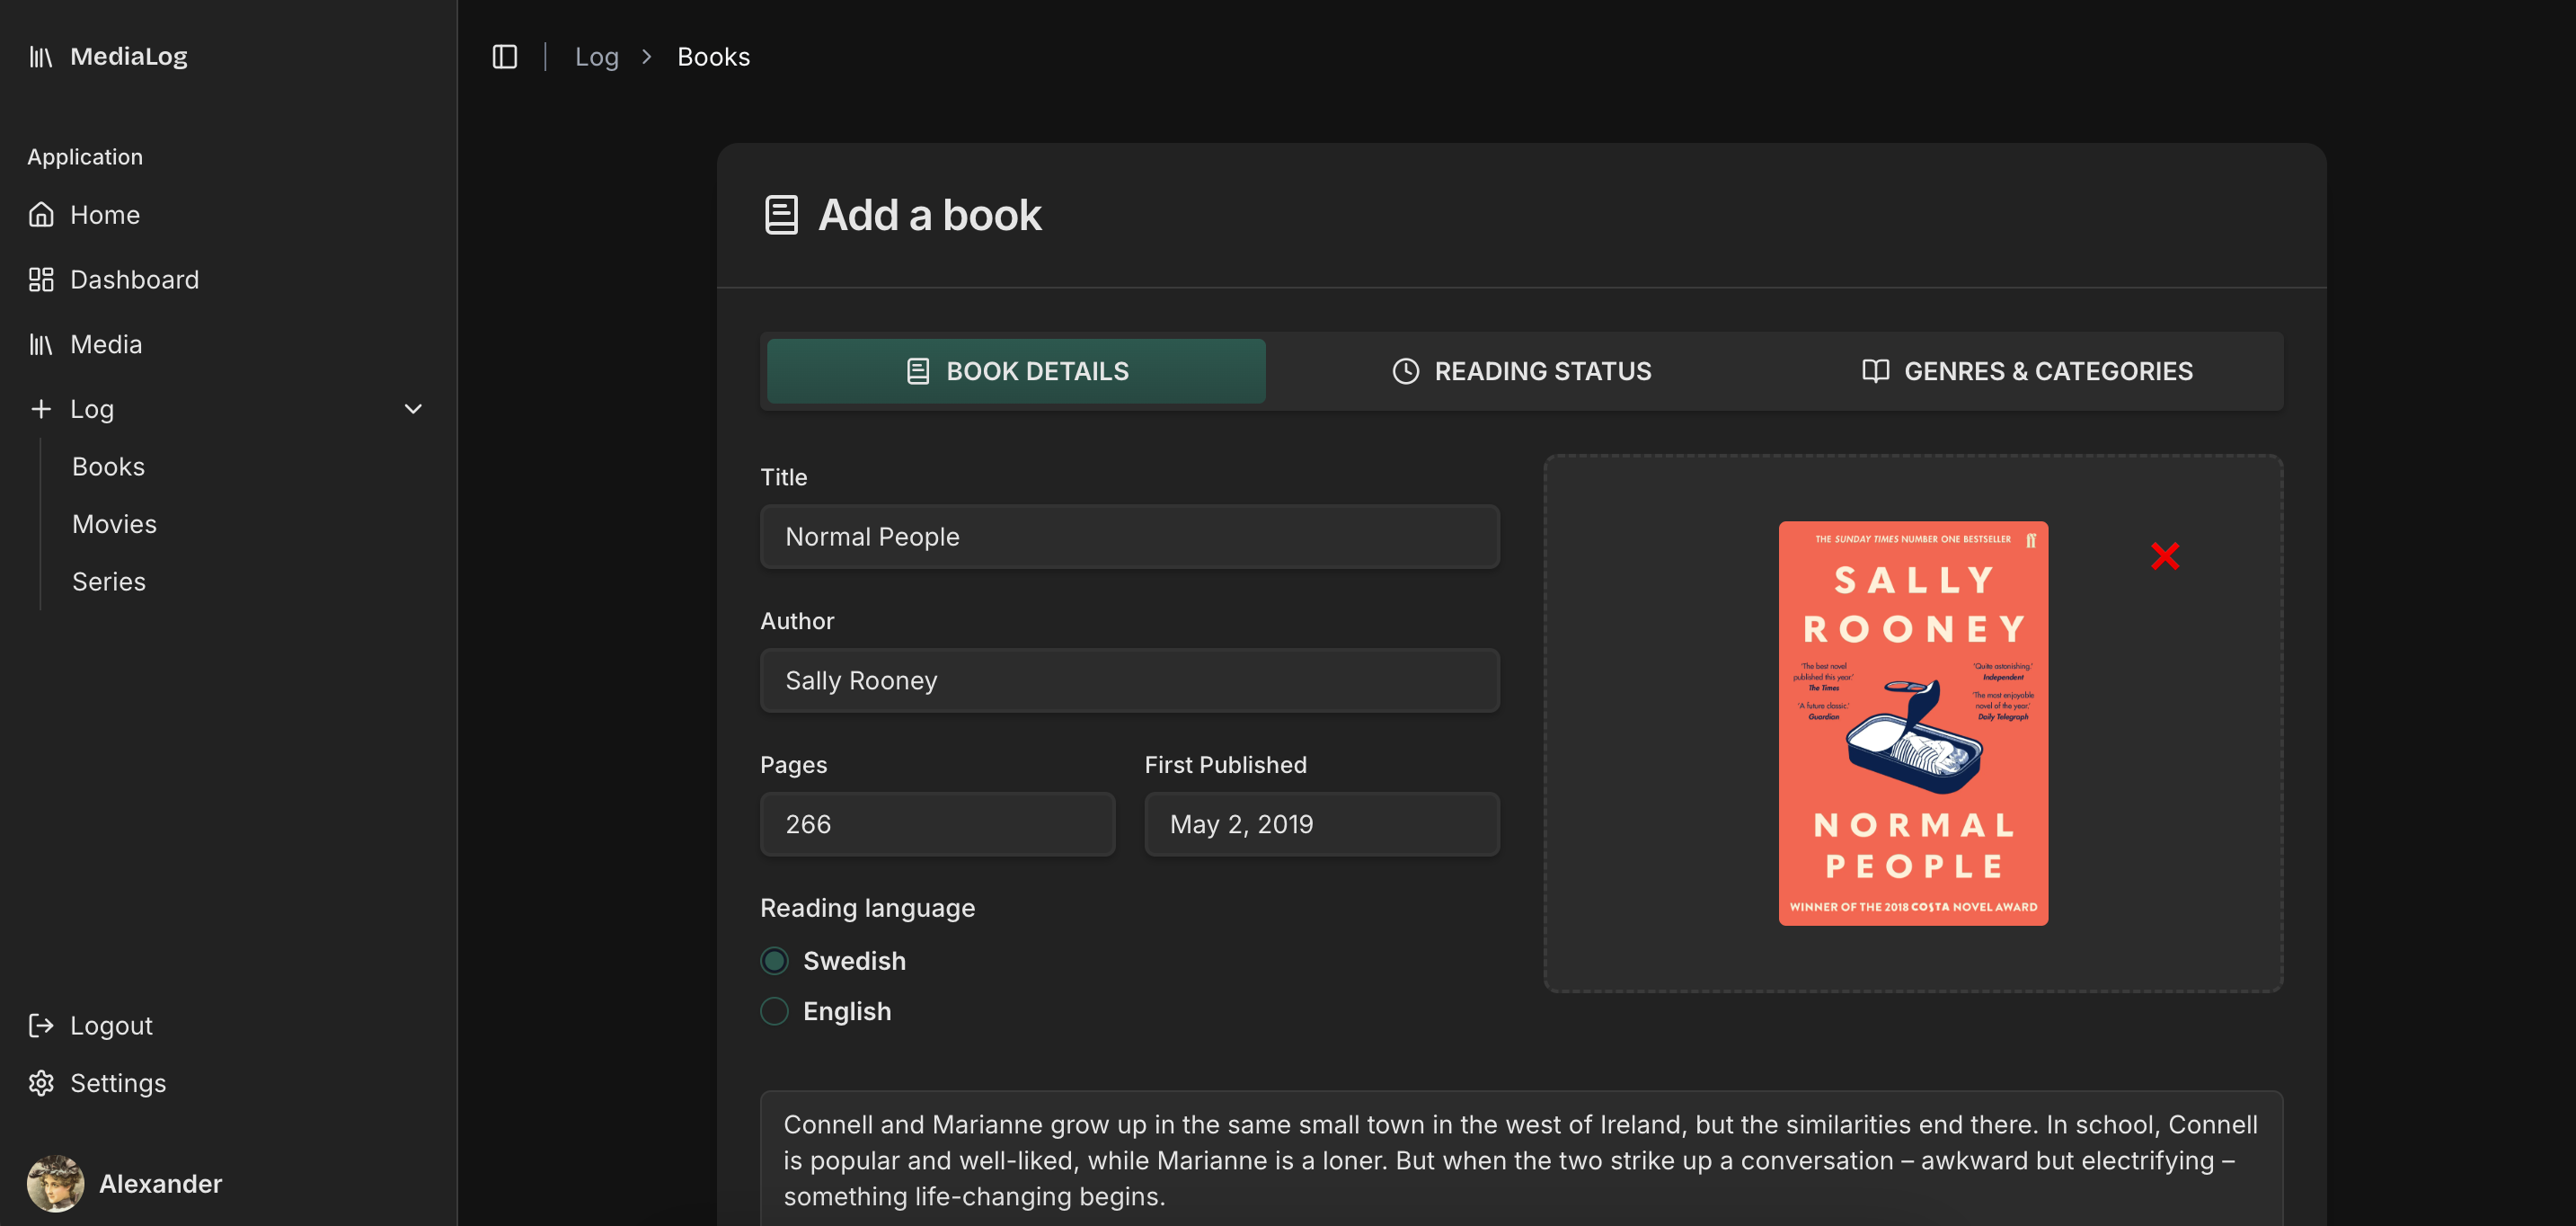 MediaLog
Application
Home
Dashboard
Media
Log
Books
Movies
Series
Logout
Settings
Alexander
Log > Books
Add a book
BOOK DETAILS
READING STATUS
GENRES & CATEGORIES
Title
Normal People
Author
Sally Rooney
Pages
First Published
266
May 2, 2019
Reading language
Swedish
English
THE SUNDAY TIMES NUMBER ONE BESTSELLER
ff
SALLY
ROONEY
'The best novel
published this year.'
The Times
'A future classic.'
Guardian
'Quite astonishing.'
Independent
'The most enjoyable
novel of the year.'
Daily Telegraph
NORMAL
PEOPLE
WINNER OF THE 2018 COSTA NOVEL AWARD
Connell and Marianne grow up in the same small town in the west of Ireland, but the similarities end there. In school, Connell
is popular and well-liked, while Marianne is a loner. But when the two strike up a conversation – awkward but electrifying –
something life-changing begins.